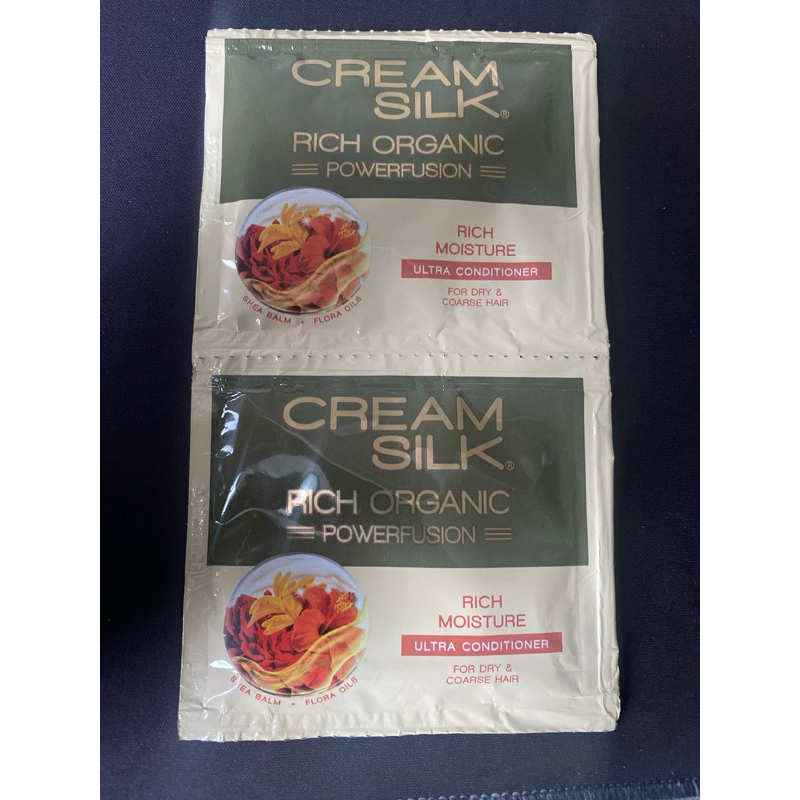 CREAM
SILK®
RICH ORGANIC
POWERFUSION
RICH
MOISTURE
ULTRA CONDITIONER
FOR DRY &
COARSE HAIR
SHEA BALM • FLORA OILS
CREAM
SILK®
RICH ORGANIC
POWERFUSION
RICH
MOISTURE
ULTRA CONDITIONER
FOR DRY &
COARSE HAIR
SHEA BALM • FLORA OILS